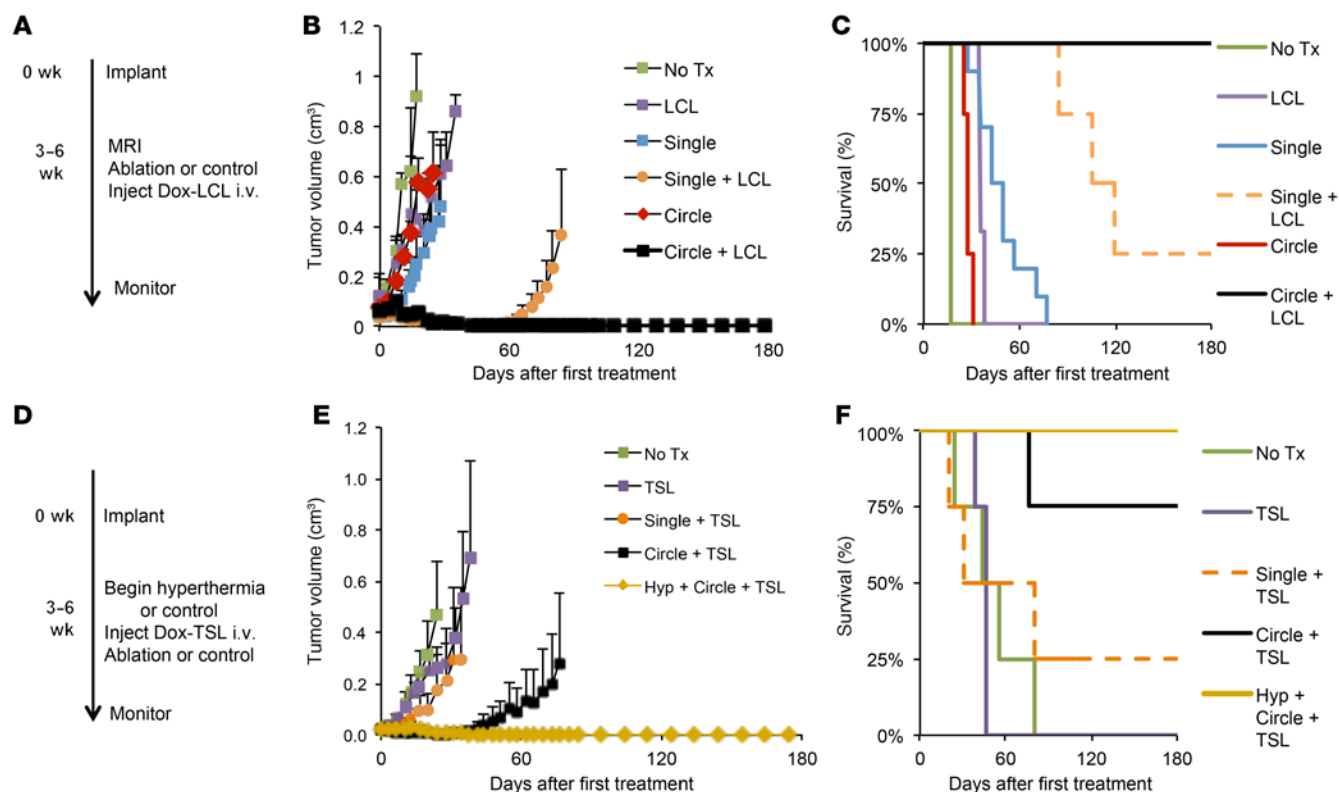 A
0 wk
Implant
3–6
wk
MRI
Ablation or control
Inject Dox-LCL i.v.
Monitor
B
Tumor volume (cm³)
1.2
1
0.8
0.6
0.4
0.2
0
0
60
120
180
Days after first treatment
No Tx
LCL
Single
Single + LCL
Circle
Circle + LCL
C
Survival (%)
100%
75%
50%
25%
0%
0
60
120
180
Days after first treatment
No Tx
LCL
Single
Single +
LCL
Circle
Circle +
LCL
D
0 wk
Implant
3–6
wk
Begin hyperthermia
or control
Inject Dox-TSL i.v.
Ablation or control
Monitor
E
Tumor volume (cm³)
1.2
1.0
0.8
0.6
0.4
0.2
0.0
0
60
120
180
Days after first treatment
No Tx
TSL
Single + TSL
Circle + TSL
Hyp + Circle + TSL
F
Survival (%)
100%
75%
50%
25%
0%
0
60
120
180
Days after first treatment
No Tx
TSL
Single +
TSL
Circle +
TSL
Hyp +
Circle +
TSL